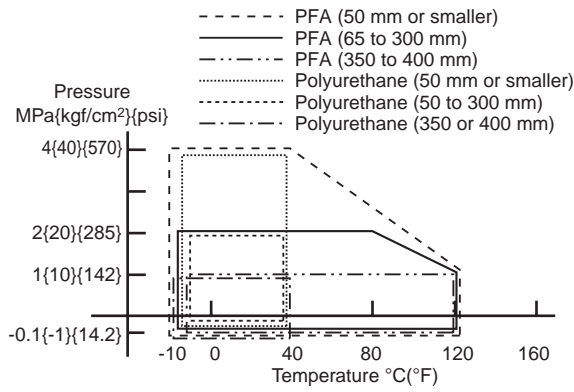 PFA (50 mm or smaller)
PFA (65 to 300 mm)
PFA (350 to 400 mm)
Polyurethane (50 mm or smaller)
Polyurethane (50 to 300 mm)
Polyurethane (350 or 400 mm)
Pressure
MPa{kgf/cm²}{psi}
4{40}{570}
2{20}{285}
1{10}{142}
-0.1{-1}{14.2}
-10 0 40 80 120 160
Temperature °C(°F)